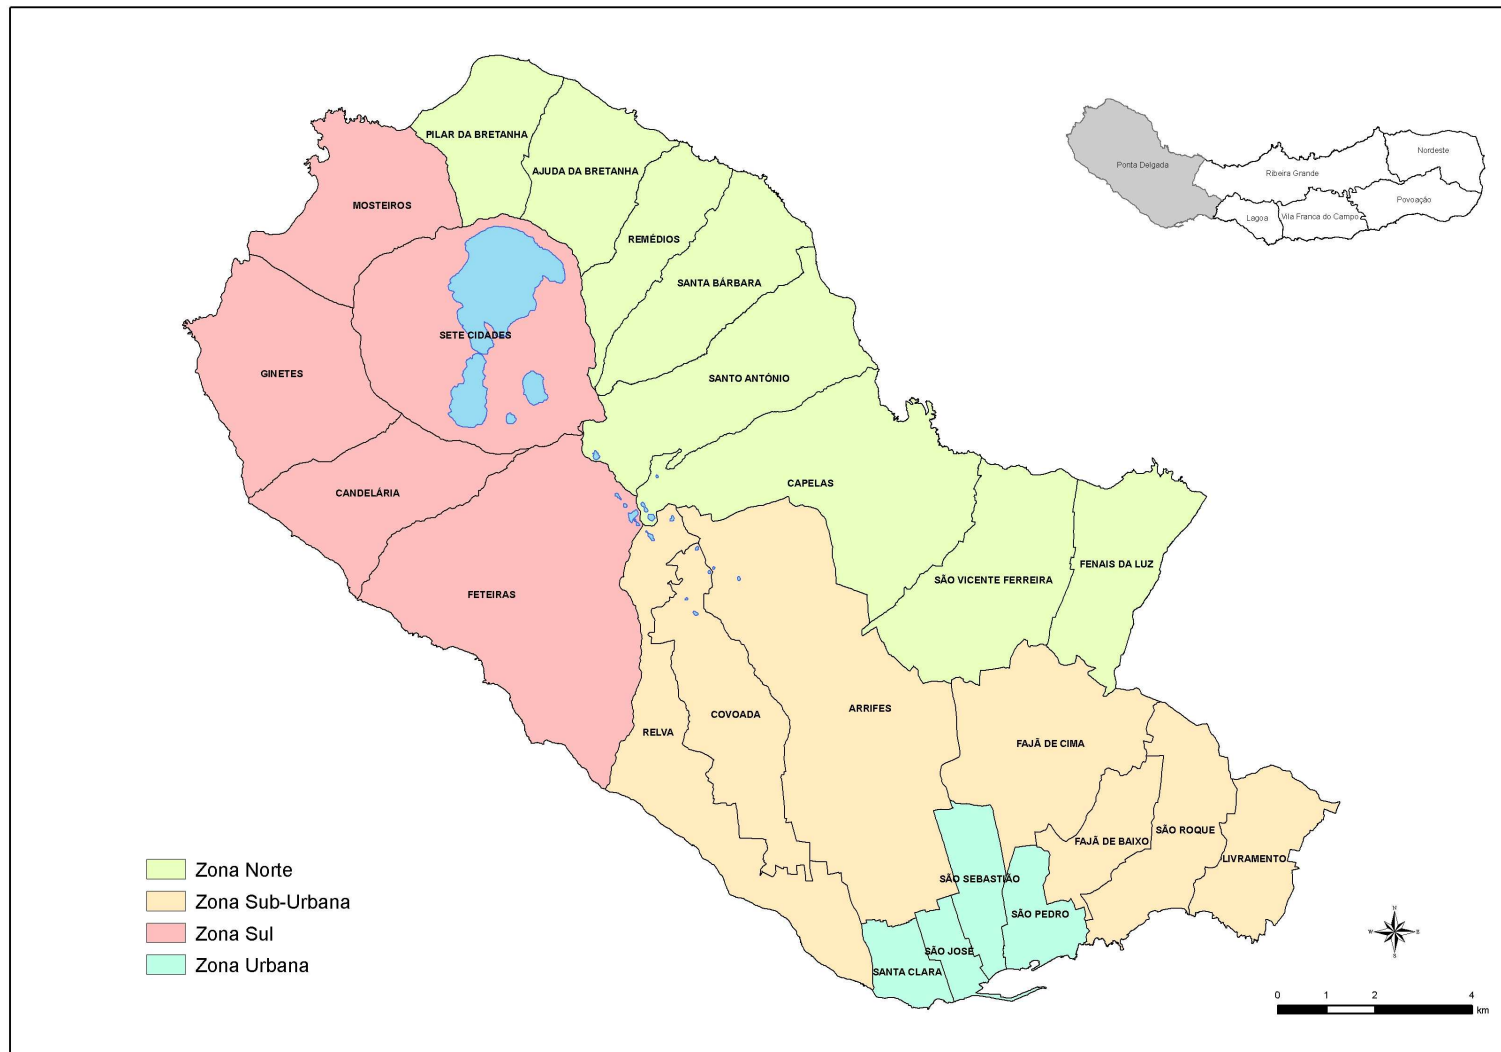 PILAR DA BRETANHA
AJUDA DA BRETANHA
MOSTEIROS
REMÉDIOS
SANTA BÁRBARA
SETE CIDADES
GINETES
SANTO ANTÓNIO
CANDELÁRIA
CAPELAS
FETEIRAS
SÃO VICENTE FERREIRA
FENAIS DA LUZ
RELVA
COVOADA
ARRIFES
FAJÃ DE CIMA
FAJÃ DE BAIXO
SÃO ROQUE
LIVRAMENTO
SÃO SEBASTIÃO
SÃO PEDRO
SÃO JOSÉ
SANTA CLARA
Ponta Delgada
Ribeira Grande
Nordeste
Lagoa
Vila Franca do Campo
Povoação
Zona Norte
Zona Sub-Urbana
Zona Sul
Zona Urbana
N
W
E
S
0 1 2 4
km